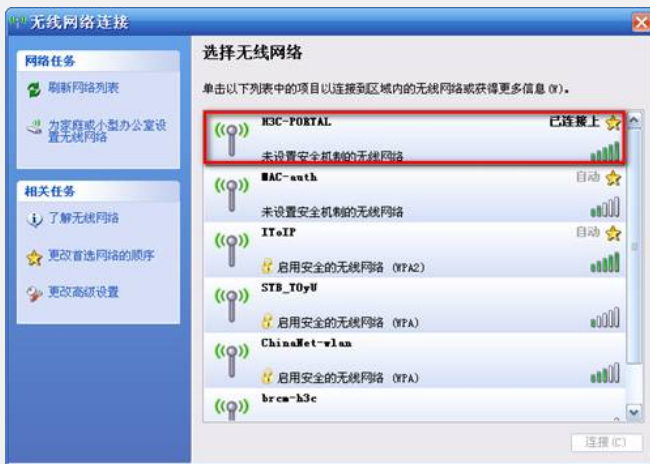 无线网络连接
网络任务
刷新网络列表
为家庭或小型办公室设
置无线网络
相关任务
了解无线网络
更改首选网络的顺序
更改高级设置
选择无线网络
单击以下列表中的项目以连接到区域内的无线网络或获得更多信息(W)。
H3C-PORTAL 已连接上
未设置安全机制的无线网络
MAC-auth 自动
未设置安全机制的无线网络
IToIP 自动
启用安全的无线网络 (WPA2)
STB_TOyU
启用安全的无线网络 (WPA)
ChinaNet-wlan
启用安全的无线网络 (WPA)
brcm-h3c
连接(C)